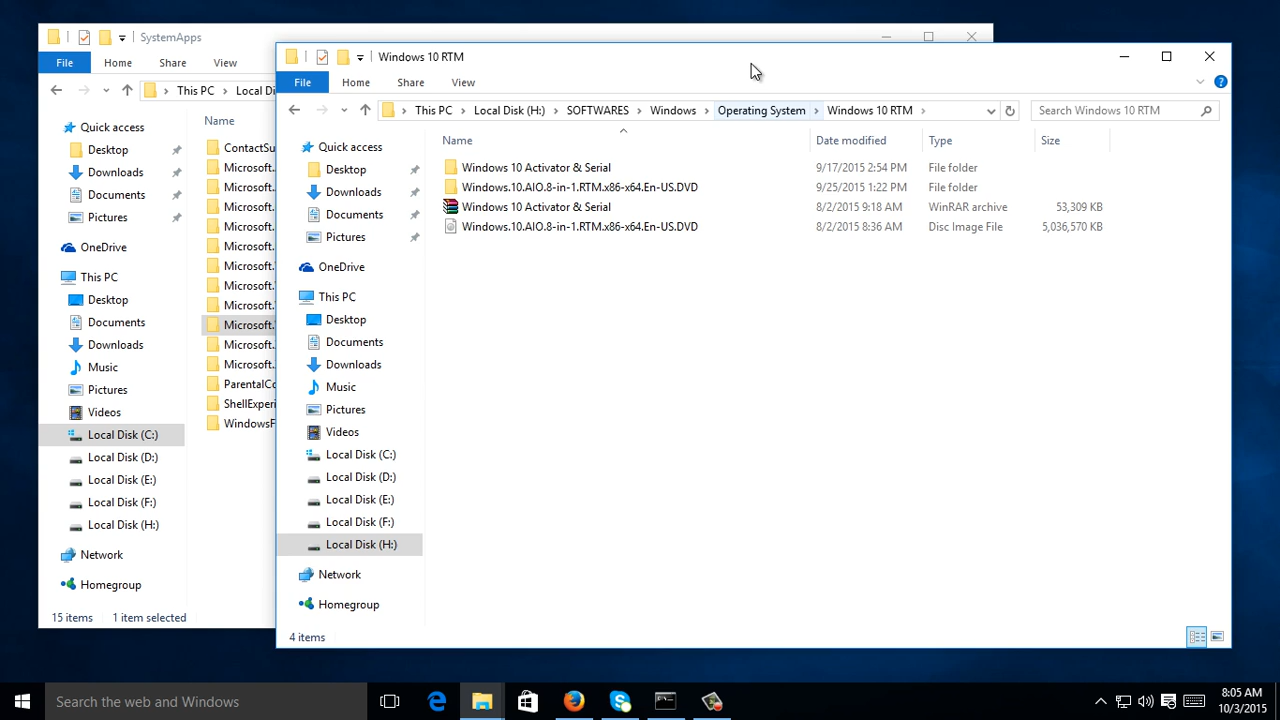 SystemApps
File Home Share View
This PC Local Di
Name
Quick access
Desktop
Downloads
Documents
Pictures
OneDrive
This PC
Desktop
Documents
Downloads
Music
Pictures
Videos
Local Disk (C:)
Local Disk (D:)
Local Disk (E:)
Local Disk (F:)
Local Disk (H:)
Network
Homegroup
ContactSu
Microsoft.
Microsoft.
Microsoft.
Microsoft.
Microsoft.
Microsoft.
Microsoft.
Microsoft.
Microsoft.
Microsoft.
Microsoft.
ParentalCo
ShellExperi
WindowsF
15 items 1 item selected
Windows 10 RTM
File Home Share View
This PC Local Disk (H:) SOFTWARES Windows Operating System Windows 10 RTM Search Windows 10 RTM
Quick access
Desktop
Downloads
Documents
Pictures
OneDrive
This PC
Desktop
Documents
Downloads
Music
Pictures
Videos
Local Disk (C:)
Local Disk (D:)
Local Disk (E:)
Local Disk (F:)
Local Disk (H:)
Network
Homegroup
Name Date modified Type Size
Windows 10 Activator & Serial 9/17/2015 2:54 PM File folder
Windows.10.AIO.8-in-1.RTM.x86-x64.En-US.DVD 9/25/2015 1:22 PM File folder
Windows 10 Activator & Serial 8/2/2015 9:18 AM WinRAR archive 53,309 KB
Windows.10.AIO.8-in-1.RTM.x86-x64.En-US.DVD 8/2/2015 8:36 AM Disc Image File 5,036,570 KB
4 items
Search the web and Windows
8:05 AM
10/3/2015